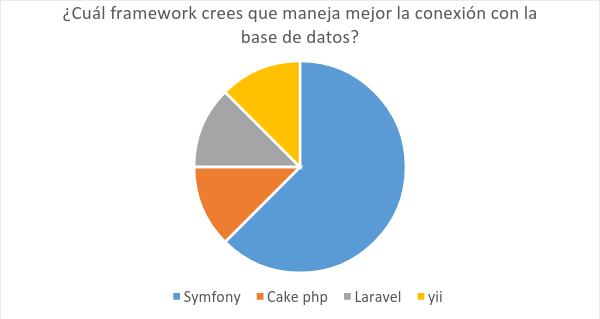 ¿Cuál framework crees que maneja mejor la conexión con la
base de datos?
Symfony Cake php Laravel yii